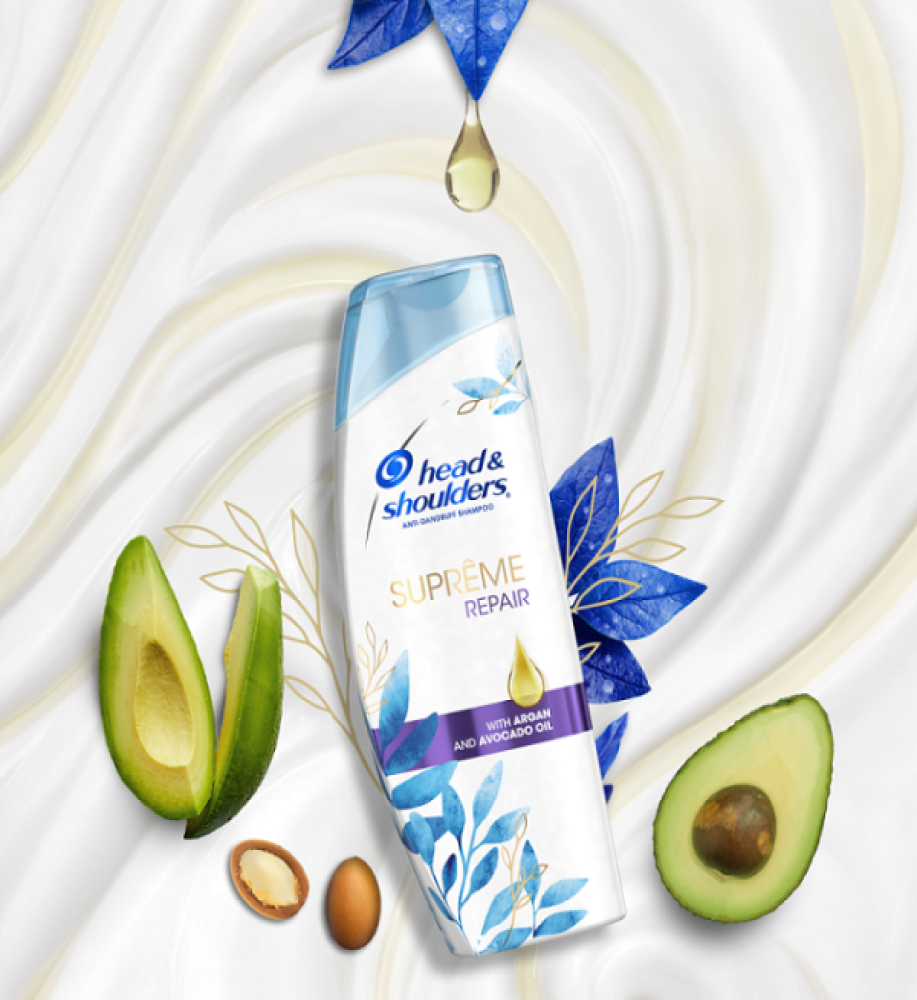 head &
shoulders®
ANTI-DANDRUFF SHAMPOO
SUPRÊME
REPAIR
WITH ARGAN
AND AVOCADO OIL